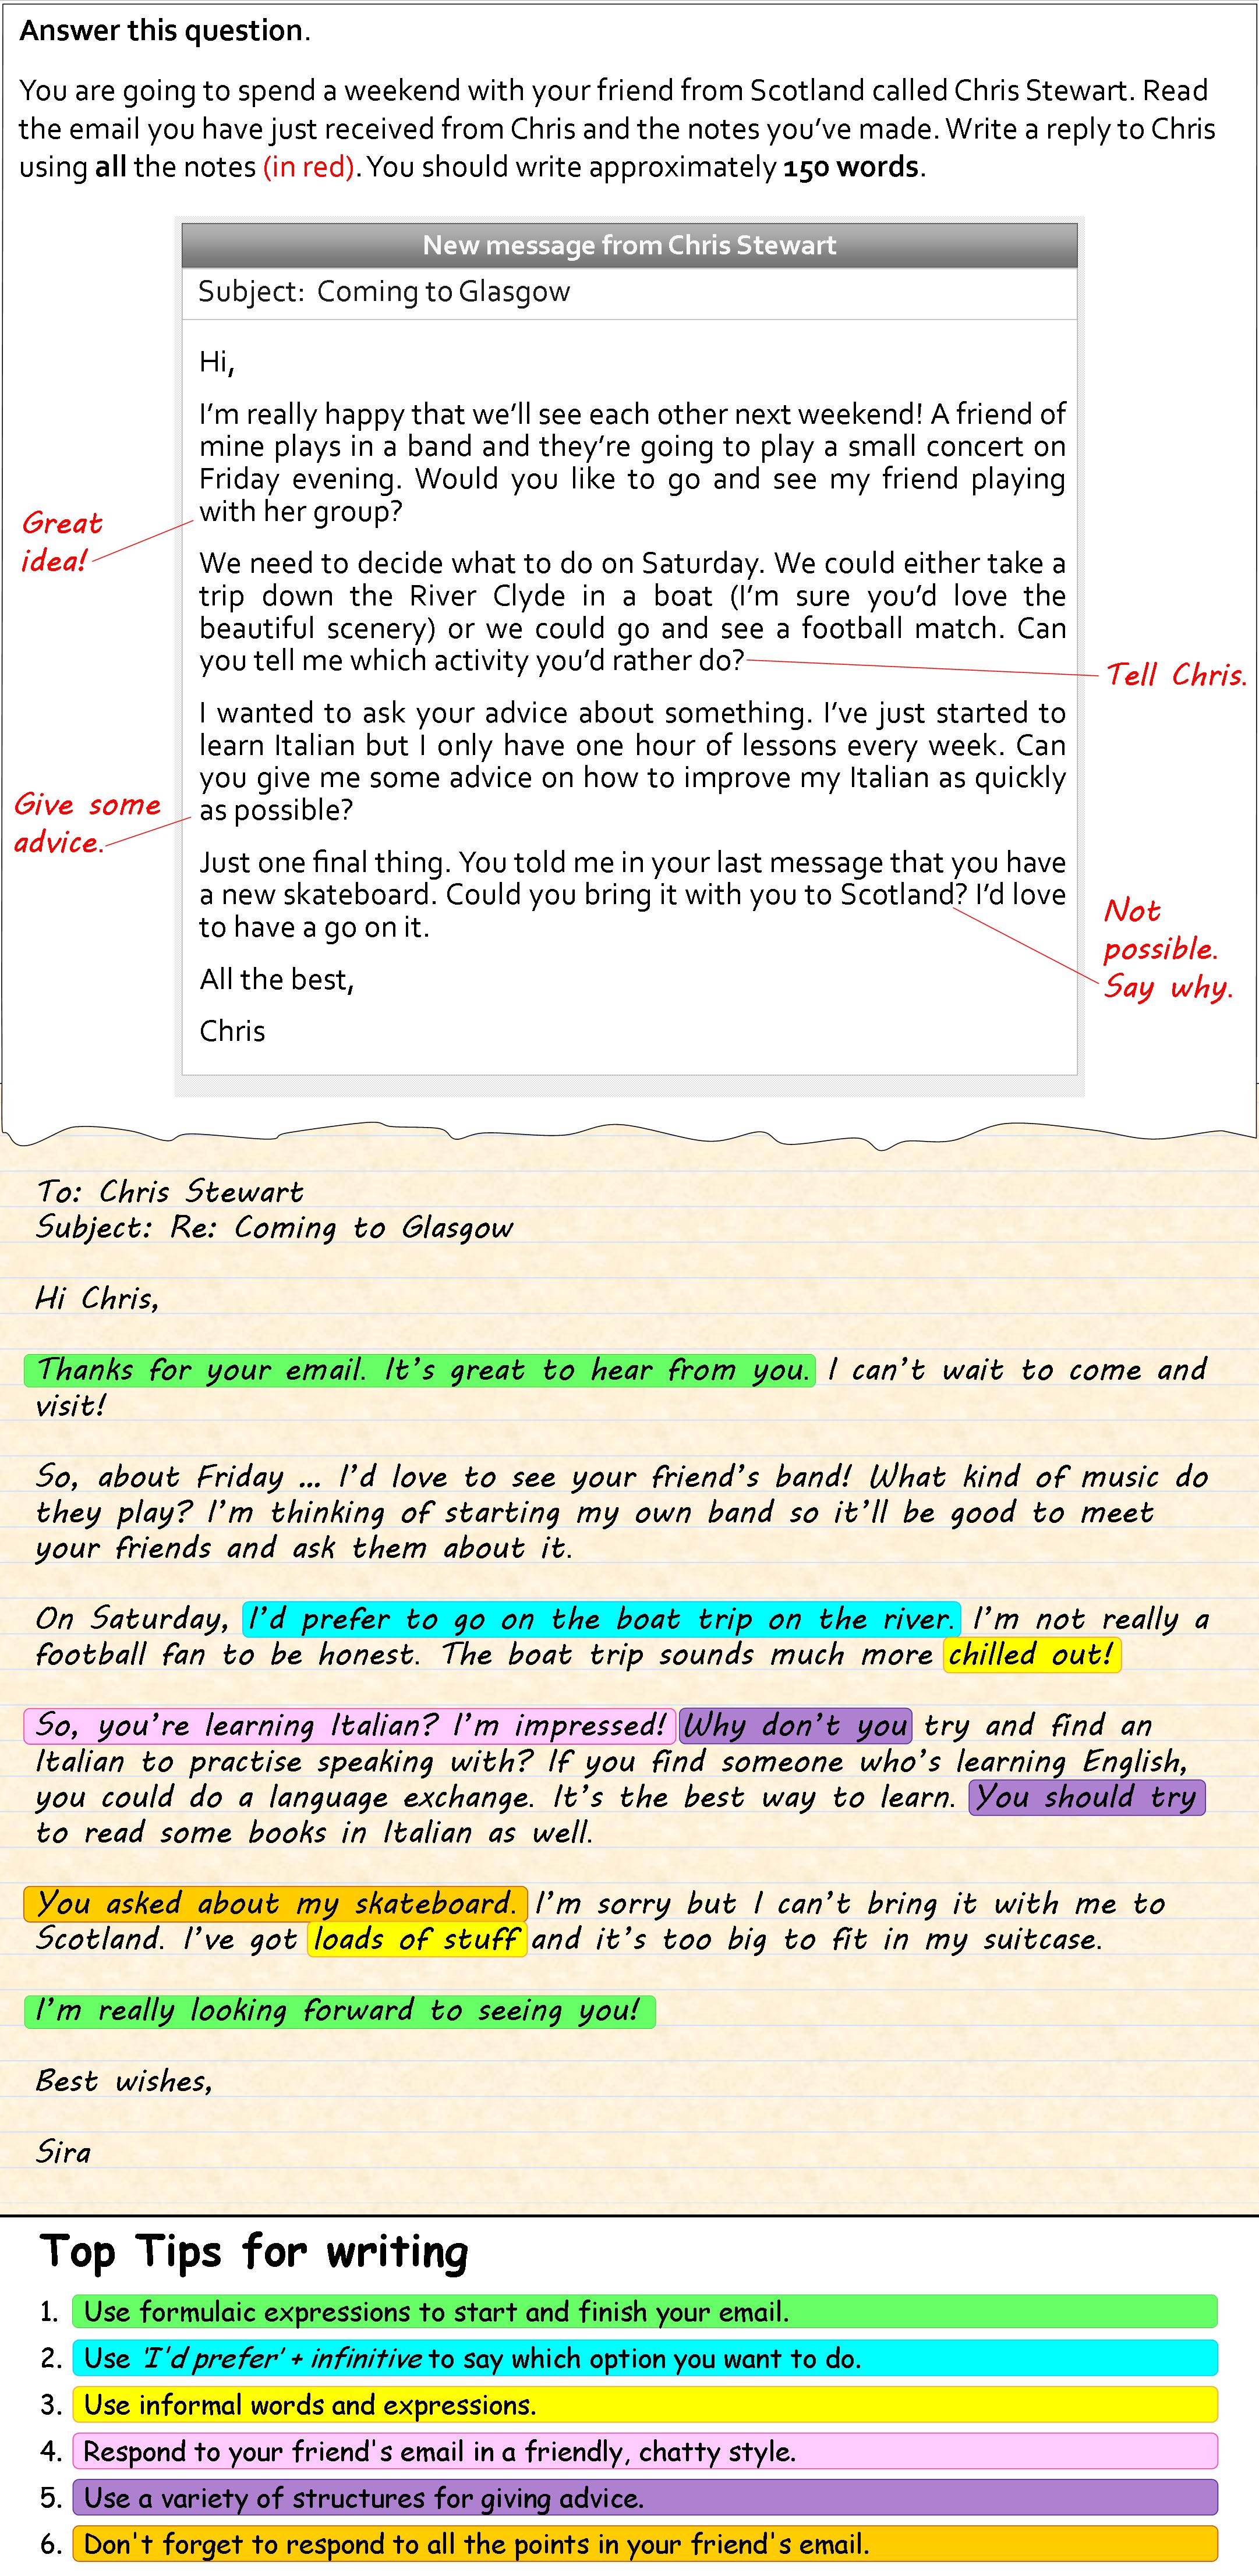 Answer this question.
You are going to spend a weekend with your friend from Scotland called Chris Stewart. Read
the email you have just received from Chris and the notes you've made. Write a reply to Chris
using all the notes (in red). You should write approximately 150 words.
New message from Chris Stewart
Subject: Coming to Glasgow
Hi,
I'm really happy that we'll see each other next weekend! A friend of
mine plays in a band and they're going to play a small concert on
Friday evening. Would you like to go and see my friend playing
with her group?
Great
idea!
We need to decide what to do on Saturday. We could either take a
trip down the River Clyde in a boat (I'm sure you'd love the
beautiful scenery) or we could go and see a football match. Can
you tell me which activity you'd rather do?
Tell Chris.
I wanted to ask your advice about something. I've just started to
learn Italian but I only have one hour of lessons every week. Can
you give me some advice on how to improve my Italian as quickly
as possible?
Give some
advice.
Just one final thing. You told me in your last message that you have
a new skateboard. Could you bring it with you to Scotland? I'd love
to have a go on it.
Not
possible.
Say why.
All the best,
Chris
To: Chris Stewart
Subject: Re: Coming to Glasgow
Hi Chris,
Thanks for your email. It's great to hear from you. I can't wait to come and
visit!
So, about Friday ... I'd love to see your friend's band! What kind of music do
they play? I'm thinking of starting my own band so it'll be good to meet
your friends and ask them about it.
On Saturday, I'd prefer to go on the boat trip on the river. I'm not really a
football fan to be honest. The boat trip sounds much more chilled out!
So, you're learning Italian? I'm impressed! Why don't you try and find an
Italian to practise speaking with? If you find someone who's learning English,
you could do a language exchange. It's the best way to learn. You should try
to read some books in Italian as well.
You asked about my skateboard. I'm sorry but I can't bring it with me to
Scotland. I've got loads of stuff and it's too big to fit in my suitcase.
I'm really looking forward to seeing you!
Best wishes,
Sira
Top Tips for writing
1. Use formulaic expressions to start and finish your email.
2. Use 'I'd prefer' + infinitive to say which option you want to do.
3. Use informal words and expressions.
4. Respond to your friend's email in a friendly, chatty style.
5. Use a variety of structures for giving advice.
6. Don't forget to respond to all the points in your friend's email.